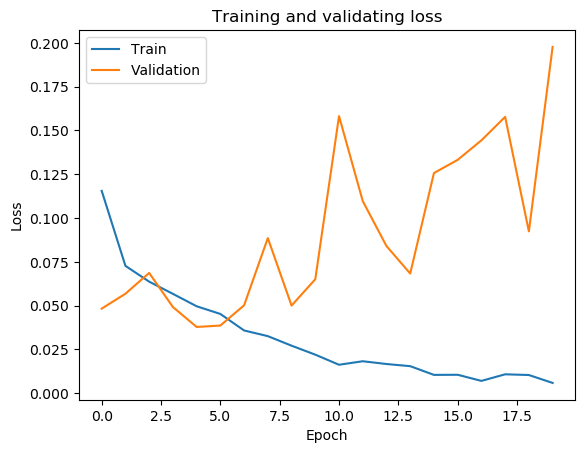 Training and validating loss
Train
Validation
0.200
0.175
0.150
0.125
0.100
0.075
0.050
0.025
0.000
Loss
0.0 2.5 5.0 7.5 10.0 12.5 15.0 17.5
Epoch